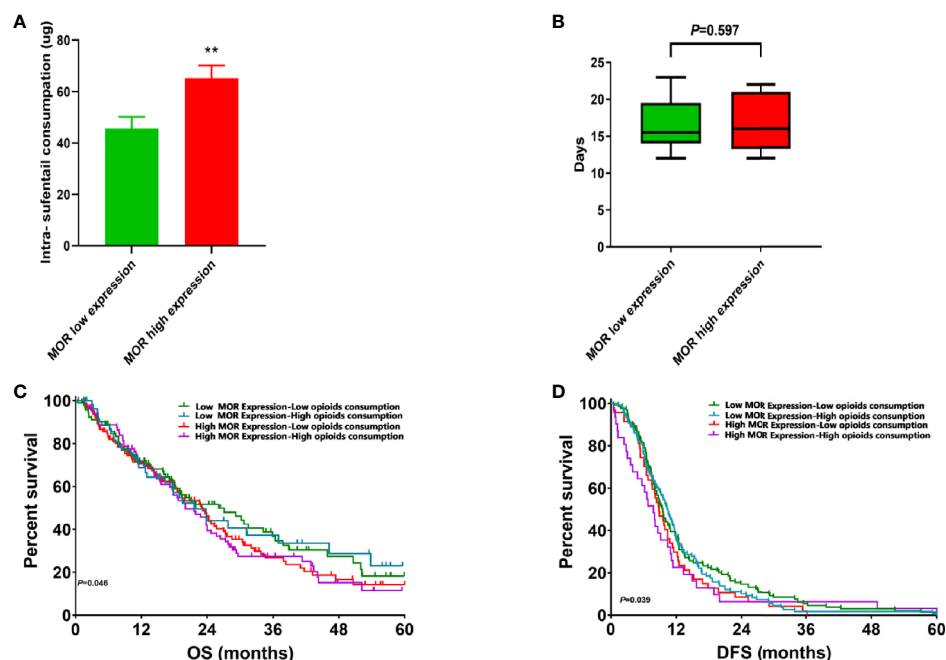 A
Intra- sufentail consumpation (ug)
80
60
40
20
0
**
MOR low expression
MOR high expression
B
P=0.597
Days
25
20
15
10
5
0
MOR low expression
MOR high expression
C
Percent survival
100
80
60
40
20
0
Low MOR Expression-Low opioids consumption
Low MOR Expression-High opioids consumption
High MOR Expression-Low opioids consumption
High MOR Expression-High opioids consumption
P=0.046
0 12 24 36 48 60
OS (months)
D
Percent survival
100
80
60
40
20
0
Low MOR Expression-Low opioids consumption
Low MOR Expression-High opioids consumption
High MOR Expression-Low opioids consumption
High MOR Expression-High opioids consumption
P=0.039
0 12 24 36 48 60
DFS (months)